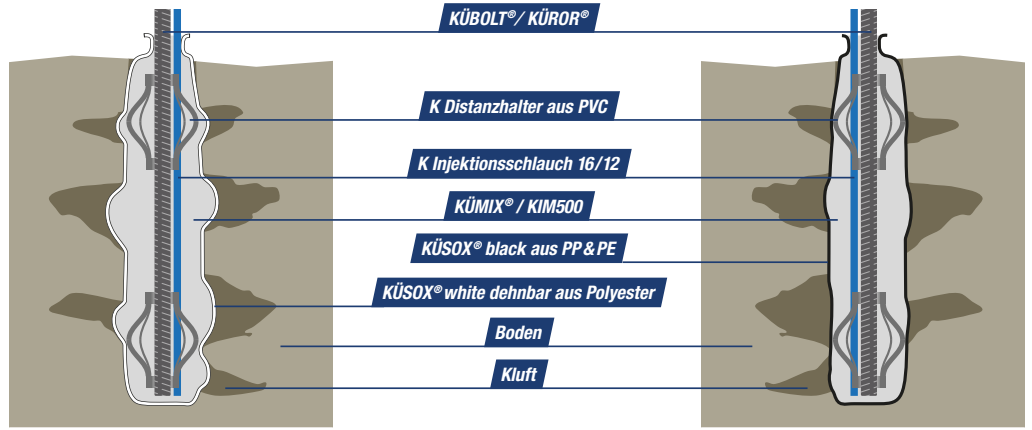 KÜBOLT®/ KÜROR®
K Distanzhalter aus PVC
K Injektionsschlauch 16/12
KÜMIX® / KIM500
KÜSOX® black aus PP & PE
KÜSOX® white dehnbar aus Polyester
Boden
Kluft